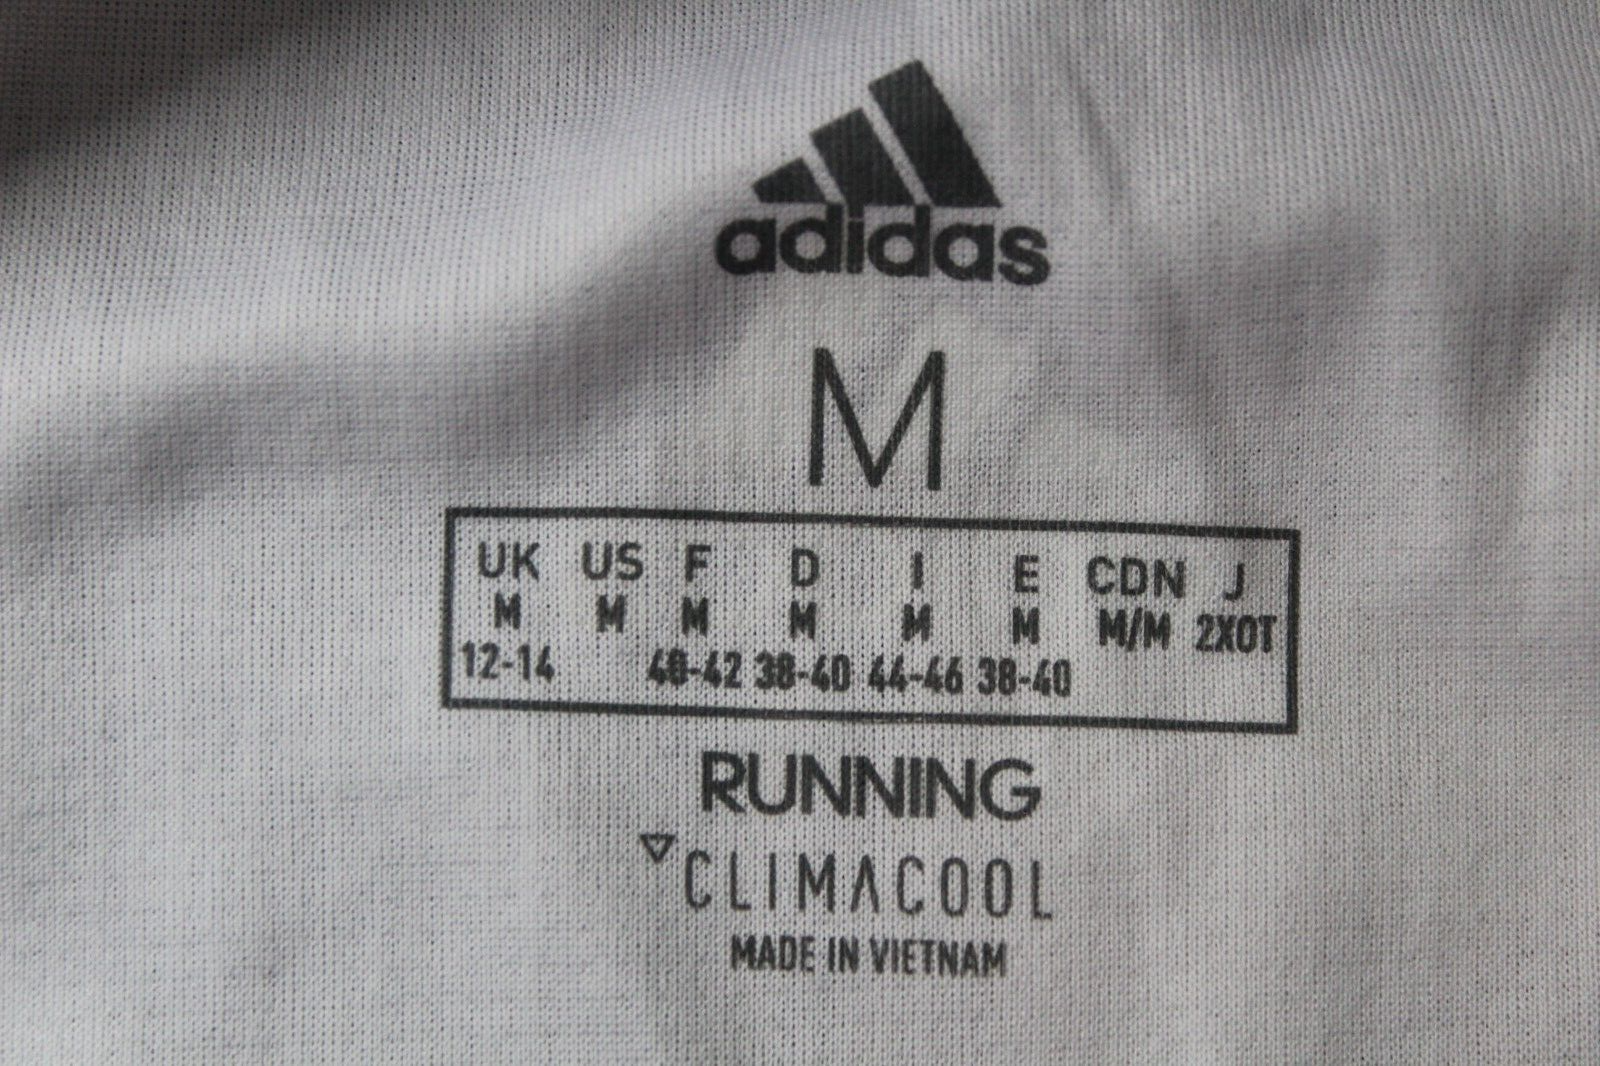 adidas
M
UK US F D I E CDN J
M M M M M M M/M 2XOT
12-14 40-42 38-40 44-46 38-40
RUNNING
CLIMACOOL
MADE IN VIETNAM